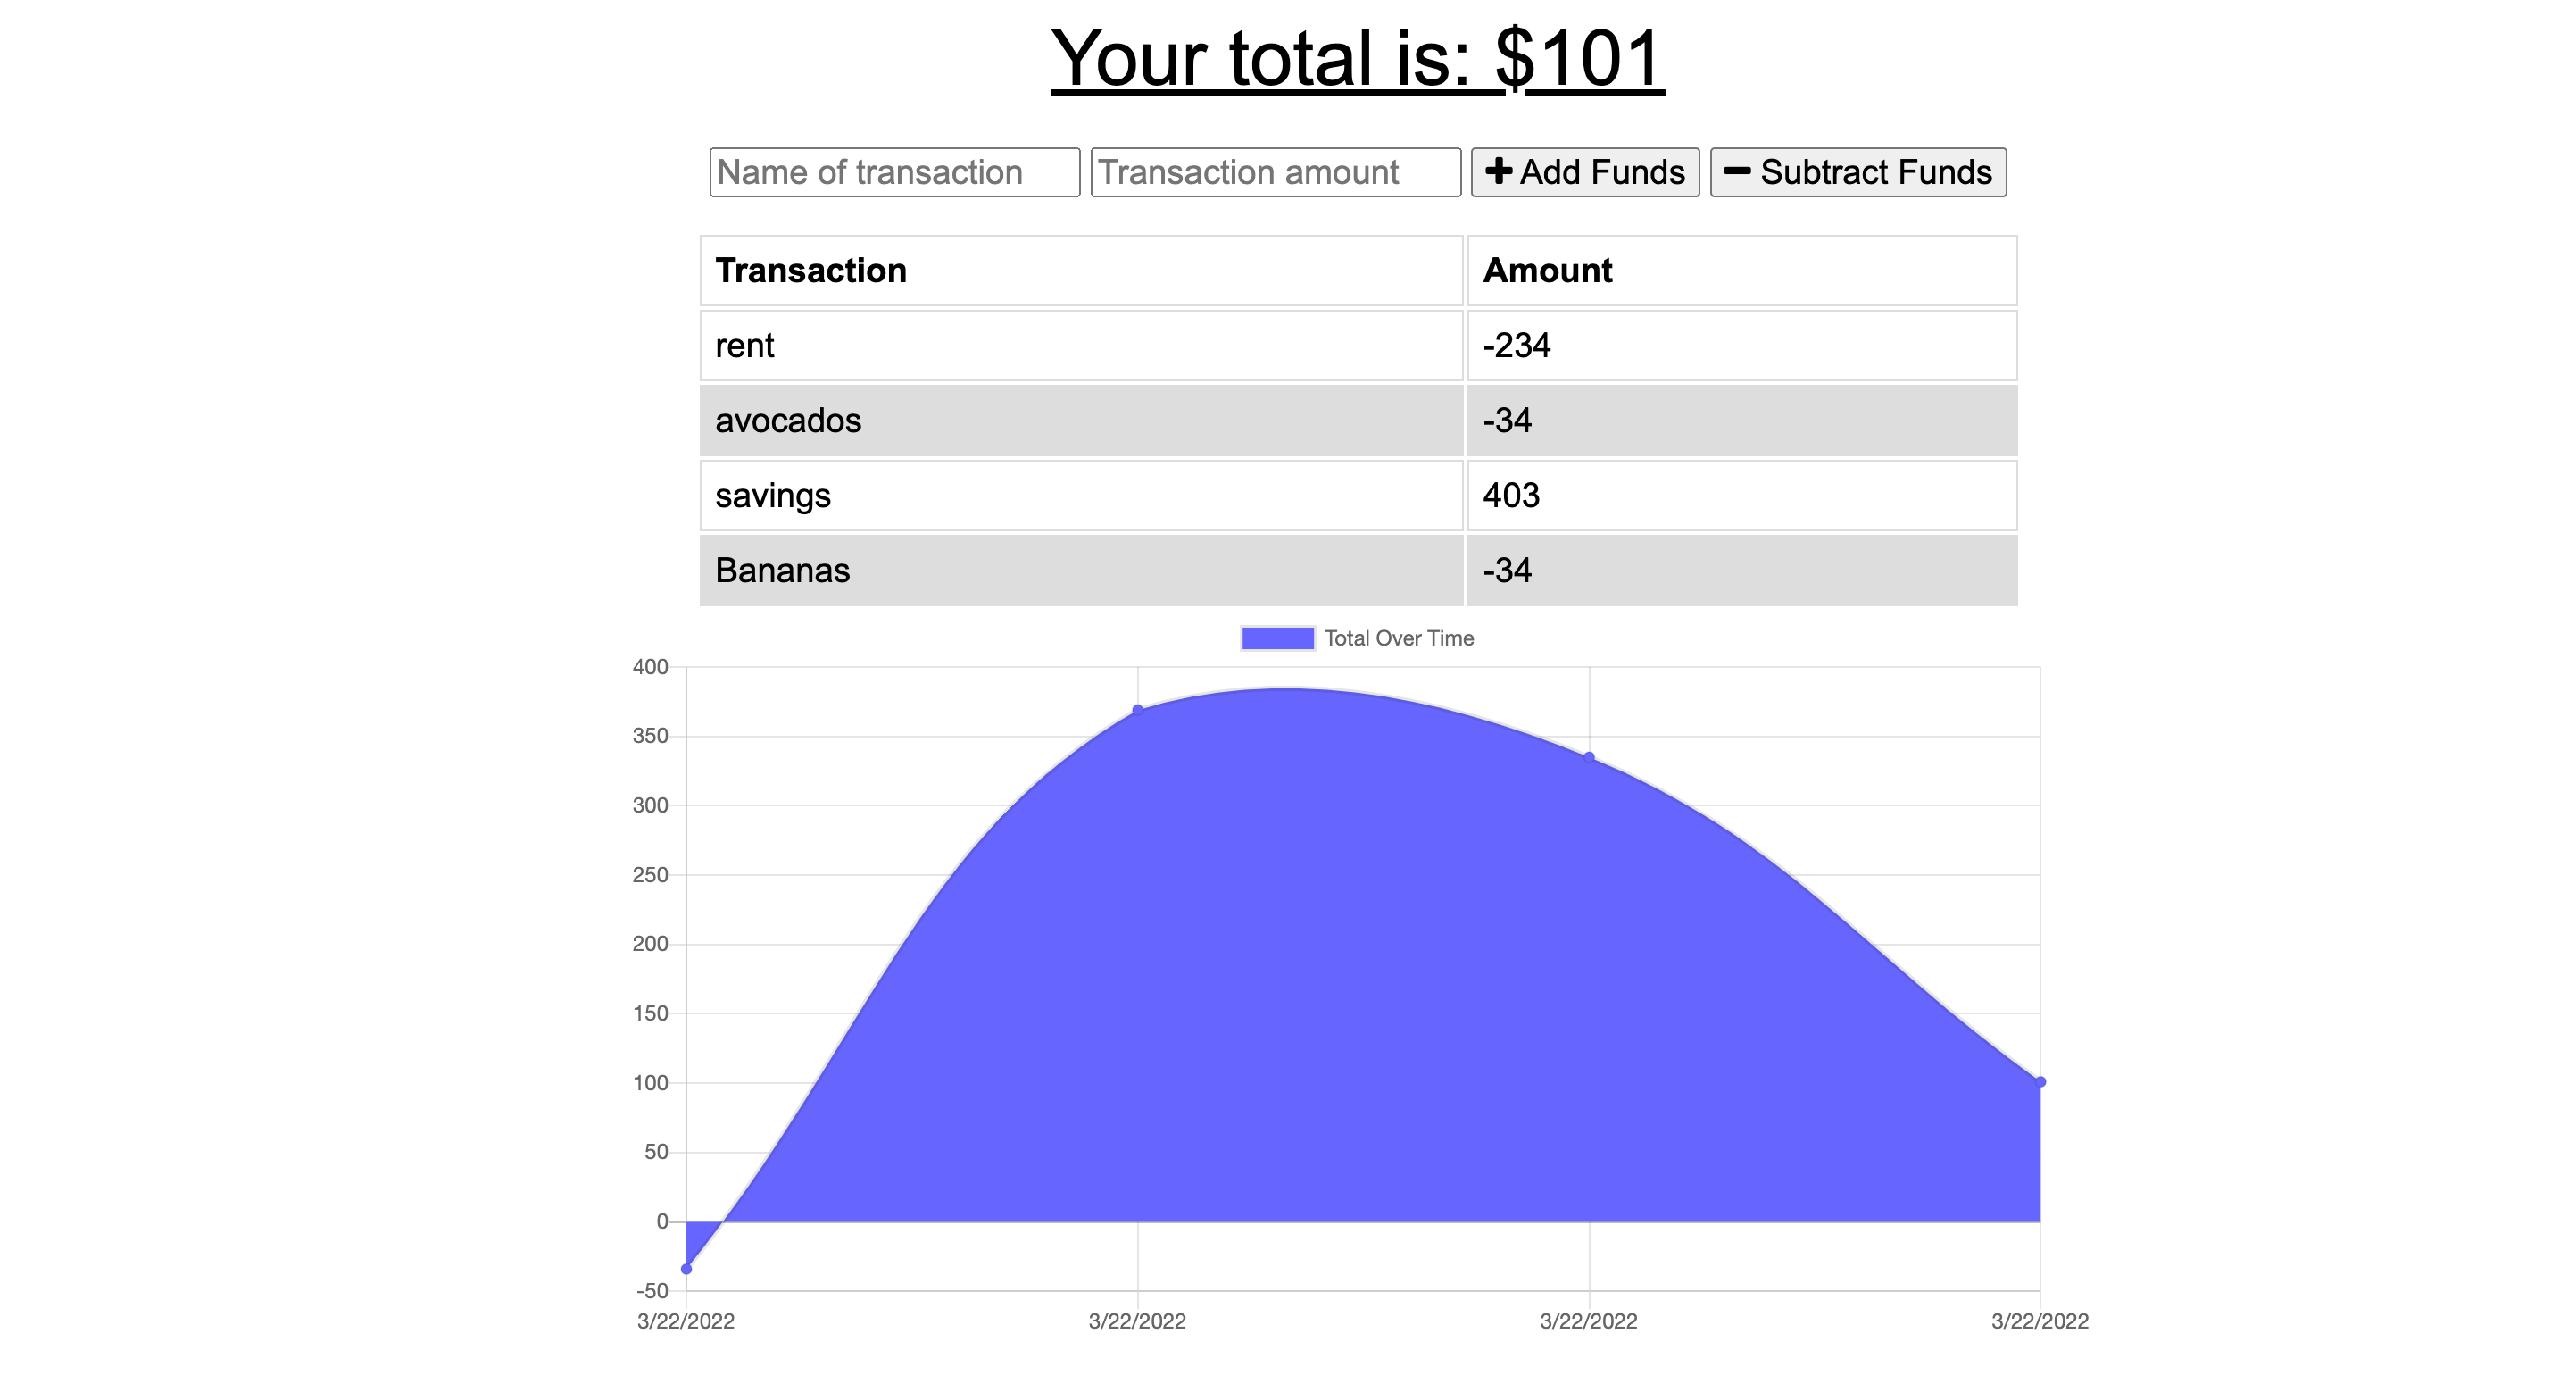 Your total is: $101
Name of transaction Transaction amount Add Funds Subtract Funds
Transaction Amount
rent -234
avocados -34
savings 403
Bananas -34
Total Over Time
400
350
300
250
200
150
100
50
0
-50
3/22/2022 3/22/2022 3/22/2022 3/22/2022